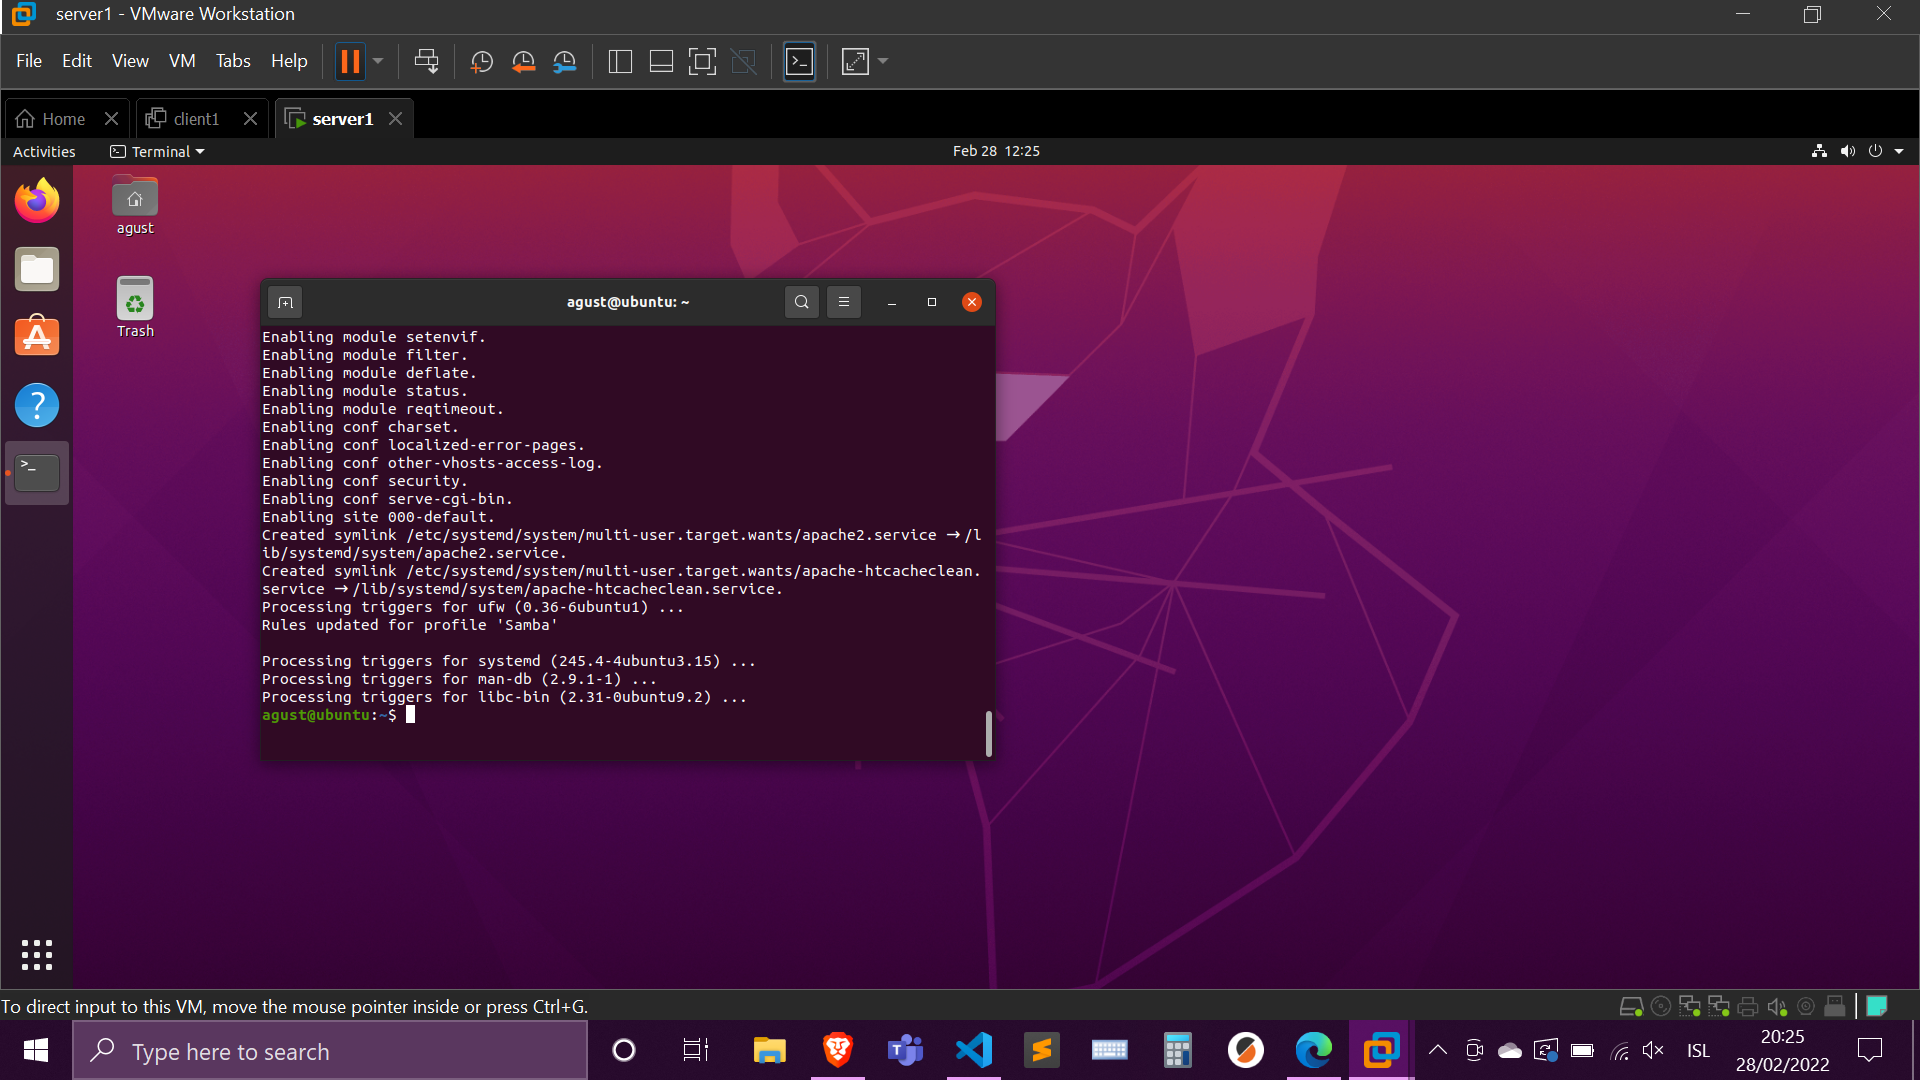 server1 - VMware Workstation
File Edit View VM Tabs Help
Home client1 server1
Activities Terminal Feb 28 12:25
agust
Trash
agust@ubuntu: ~
Enabling module setenvif.
Enabling module filter.
Enabling module deflate.
Enabling module status.
Enabling module reqtimeout.
Enabling conf charset.
Enabling conf localized-error-pages.
Enabling conf other-vhosts-access-log.
Enabling conf security.
Enabling conf serve-cgi-bin.
Enabling site 000-default.
Created symlink /etc/systemd/system/multi-user.target.wants/apache2.service → /l
ib/systemd/system/apache2.service.
Created symlink /etc/systemd/system/multi-user.target.wants/apache-htcacheclean.
service → /lib/systemd/system/apache-htcacheclean.service.
Processing triggers for ufw (0.36-6ubuntu1) ...
Rules updated for profile 'Samba'
Processing triggers for systemd (245.4-4ubuntu3.15) ...
Processing triggers for man-db (2.9.1-1) ...
Processing triggers for libc-bin (2.31-0ubuntu9.2) ...
agust@ubuntu:~$
To direct input to this VM, move the mouse pointer inside or press Ctrl+G.
Type here to search
ISL
20:25
28/02/2022